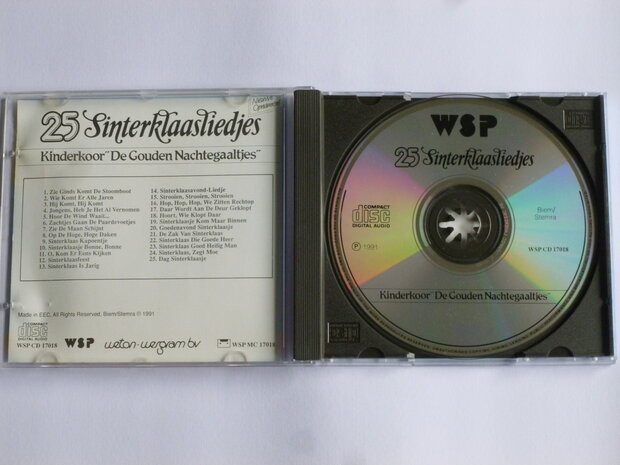 Nieuwe
Opnamen
25 Sinterklaasliedjes
Kinderkoor "De Gouden Nachtegaaltjes"
1. Zie Ginds Komt De Stoomboot
2. Wie Komt Er Alle Jaren
3. Hij Komt, Hij Komt
4. Jongens, Heb Je Het Al Vernomen
5. Hoor De Wind Waait...
6. Zachtjes Gaan De Paardevoetjes
7. Zie De Maan Schijnt
8. Op De Hoge, Hoge Daken
9. Sinterklaas Kapoentje
10. Sinterklaasje Bonne, Bonne
11. O, Kom Er Eens Kijken
12. Sinterklaasfeest
13. Sinterklaas Is Jarig
14. Sinterklaasavond-Liedje
15. Strooien, Strooien, Strooien
16. Hop, Hop, Hop, We Zitten Rechtop
17. Daar Wordt Aan De Deur Geklopt
18. Hoort, Wie Klopt Daar
19. Sinterklaasje Kom Maar Binnen
20. Goedenavond Sinterklaasje
21. De Zak Van Sinterklaas
22. Sinterklaas Die Goede Heer
23. Sinterklaas Goed Heilig Man
24. Sinterklaas, Zegt Moe
25. Dag Sinterklaasje
Made in EEC, All Rights Reserved, Biem/Stemra ℗ 1991
COMPACT
disc
DIGITAL AUDIO
WSP CD 17018
WSP
weton-wesgram bv
WSP MC 17018
WSP
25 Sinterklaasliedjes
COMPACT
disc
DIGITAL AUDIO
Biem/
Stemra
℗ 1991
WSP CD 17018
Kinderkoor "De Gouden Nachtegaaltjes"